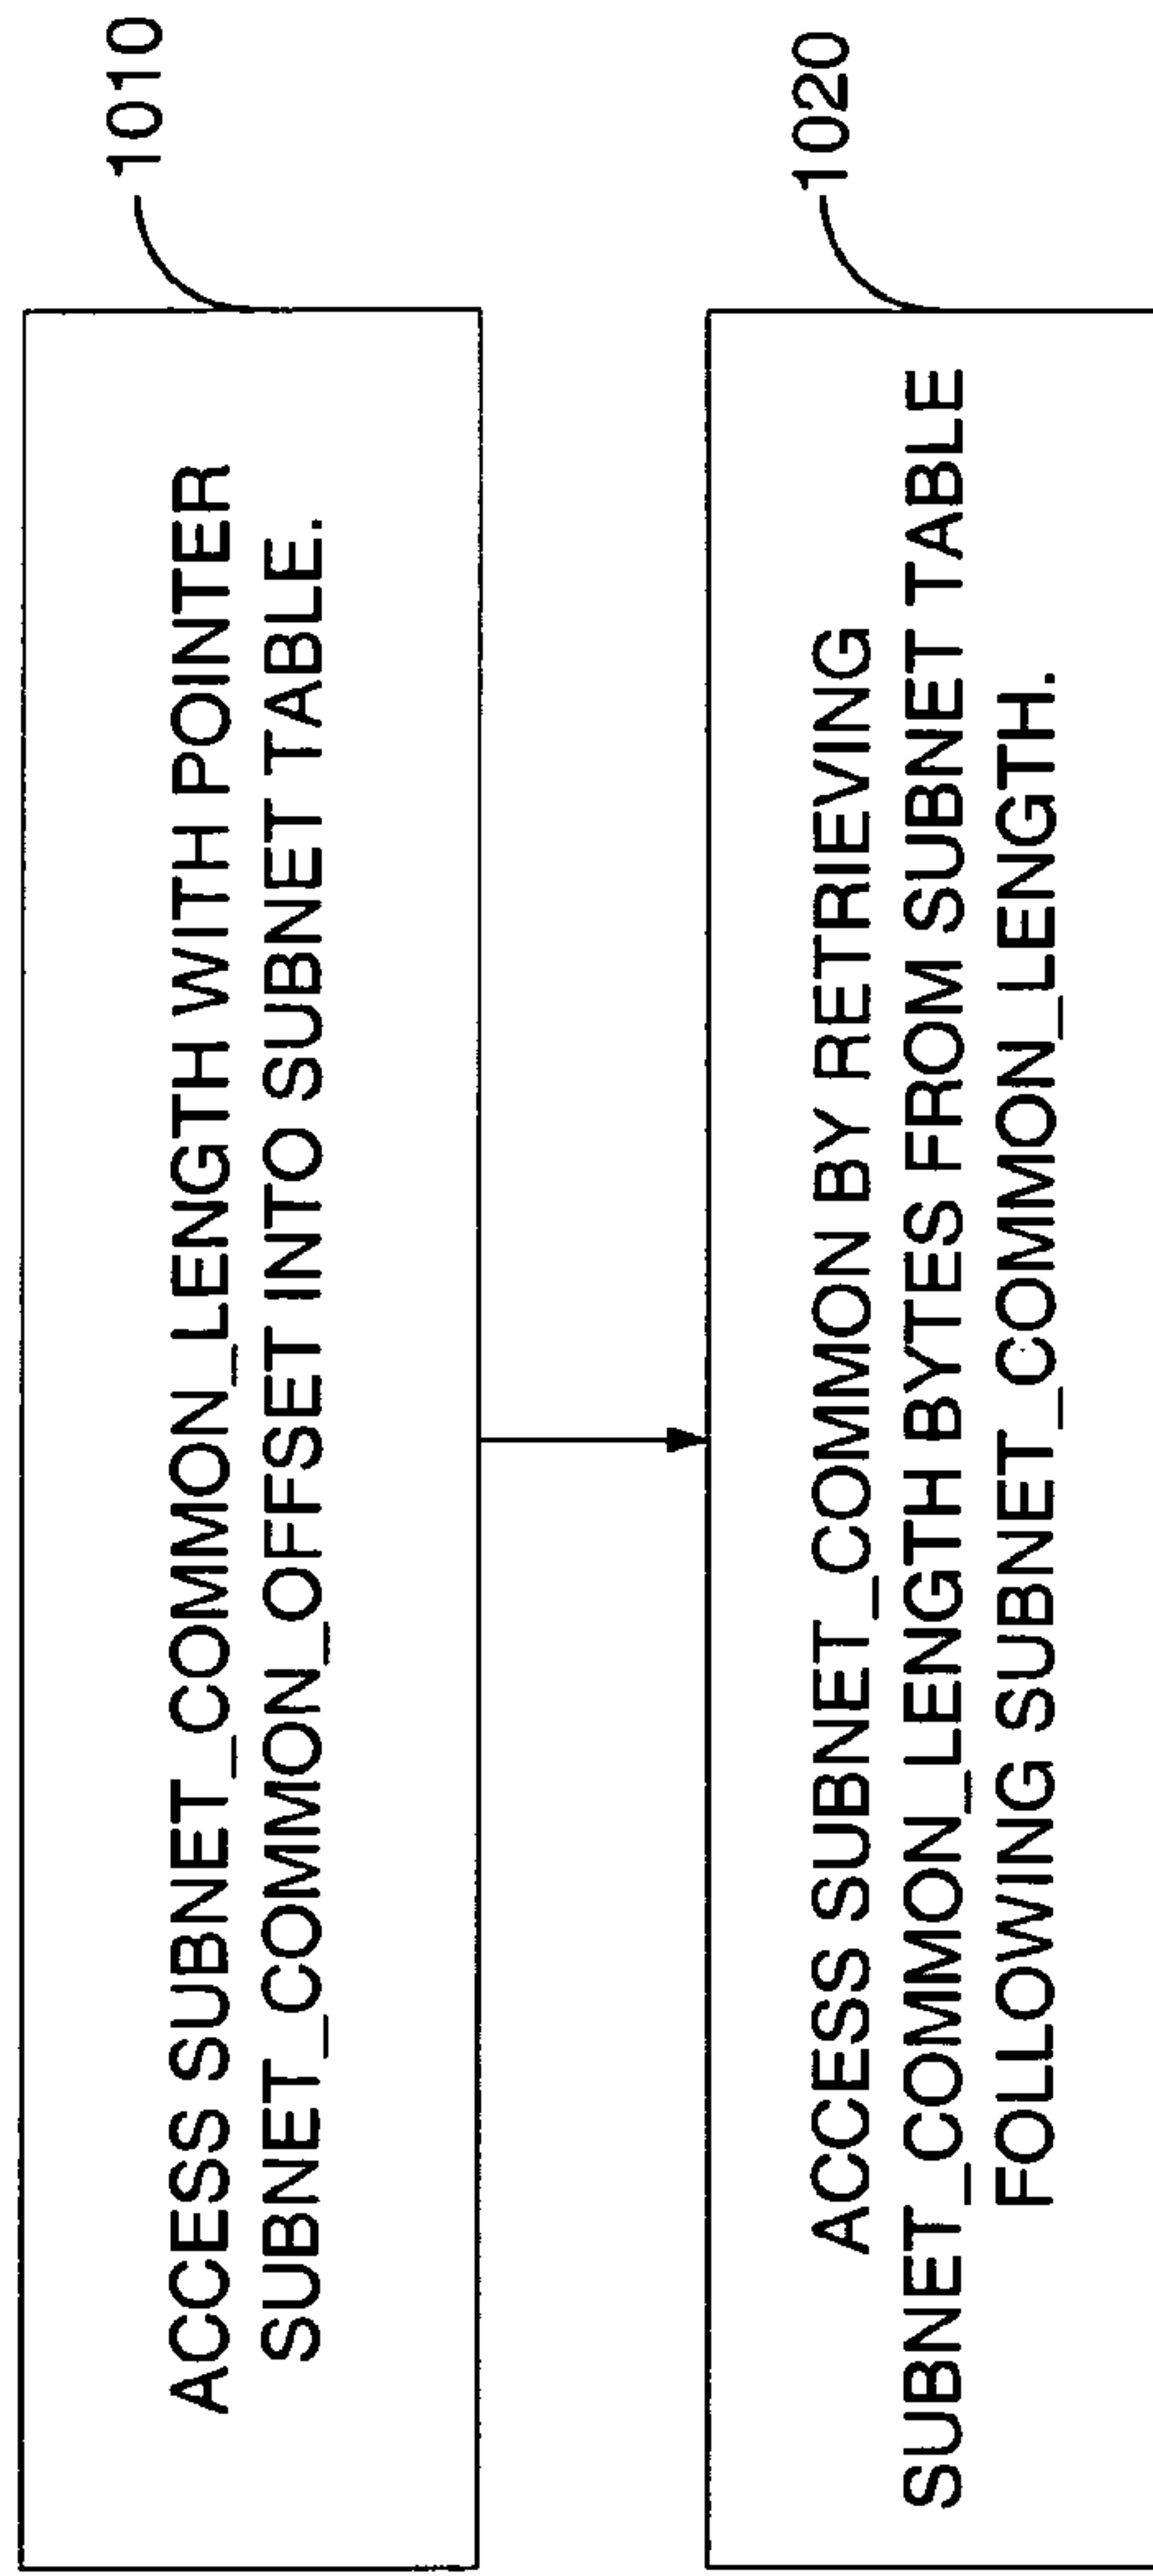 ACCESS SUBNET_COMMON_LENGTH WITH POINTER
SUBNET_COMMON_OFFSET INTO SUBNET TABLE.
1010
ACCESS SUBNET_COMMON BY RETRIEVING
SUBNET_COMMON_LENGTH BYTES FROM SUBNET TABLE
FOLLOWING SUBNET_COMMON_LENGTH.
1020